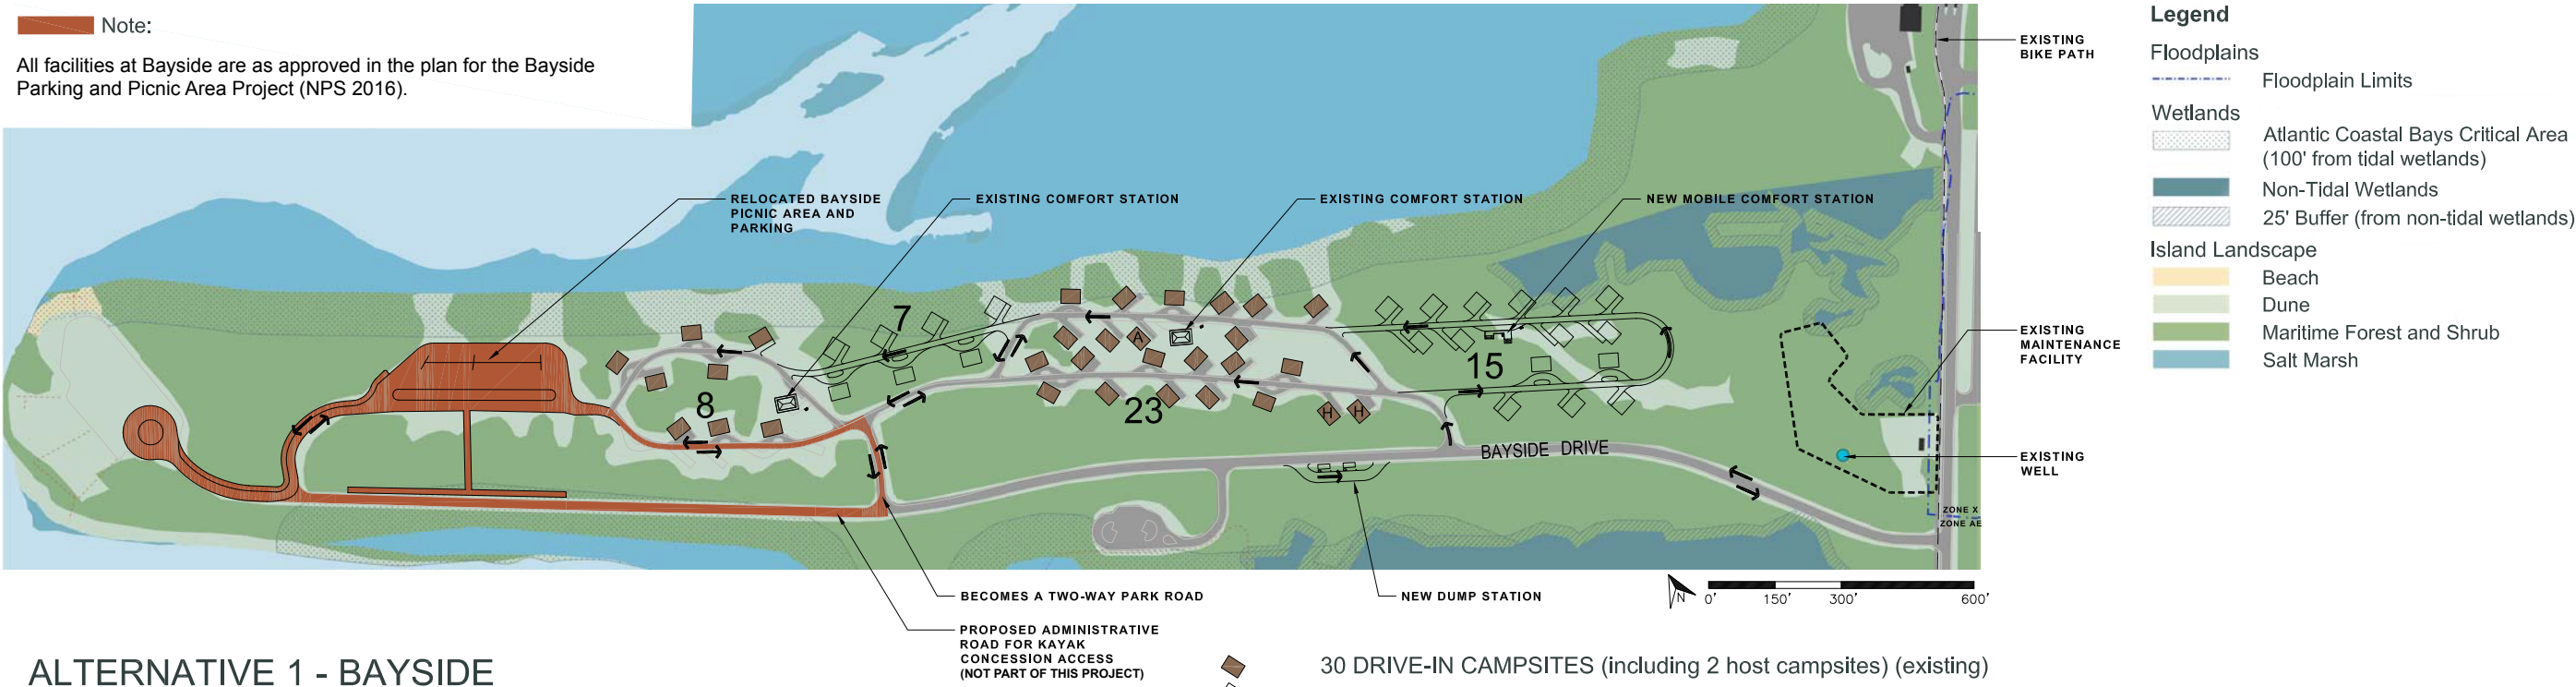 Note:
All facilities at Bayside are as approved in the plan for the Bayside
Parking and Picnic Area Project (NPS 2016).
RELOCATED BAYSIDE
PICNIC AREA AND
PARKING
EXISTING COMFORT STATION
EXISTING COMFORT STATION
NEW MOBILE COMFORT STATION
EXISTING
BIKE PATH
7
8
A
23
H
H
15
BAYSIDE DRIVE
EXISTING
MAINTENANCE
FACILITY
EXISTING
WELL
ZONE X
ZONE AE
BECOMES A TWO-WAY PARK ROAD
NEW DUMP STATION
N
0'
150'
300'
600'
PROPOSED ADMINISTRATIVE
ROAD FOR KAYAK
CONCESSION ACCESS
(NOT PART OF THIS PROJECT)
ALTERNATIVE 1 - BAYSIDE
30 DRIVE-IN CAMPSITES (including 2 host campsites) (existing)
Legend
Floodplains
Floodplain Limits
Wetlands
Atlantic Coastal Bays Critical Area
(100' from tidal wetlands)
Non-Tidal Wetlands
25' Buffer (from non-tidal wetlands)
Island Landscape
Beach
Dune
Maritime Forest and Shrub
Salt Marsh